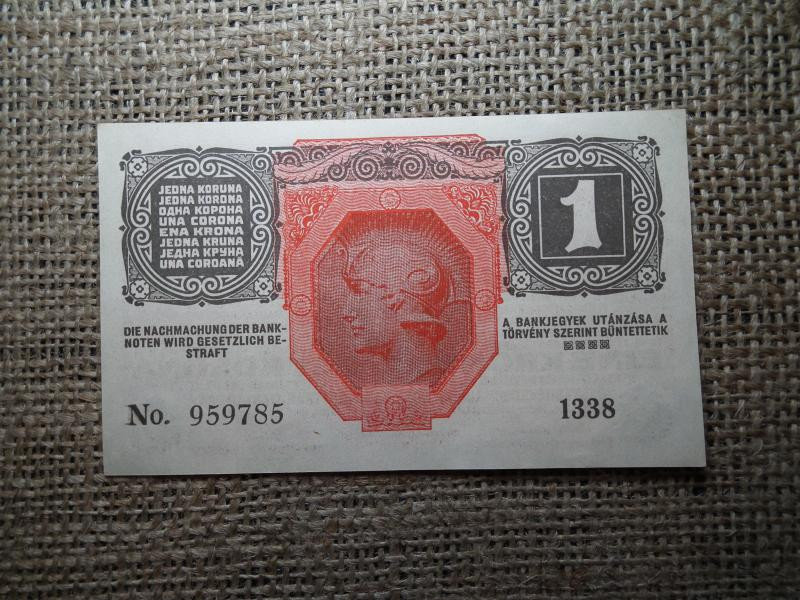 JEDNA KORUNA
JEDNA KORONA
ОДНА КОРОНА
UNA CORONA
ENA KRONA
JEDNA KRUNA
ЈЕДНА КРУНА
UNA COROANĂ
1
DIE NACHMACHUNG DER BANK-
NOTEN WIRD GESETZLICH BE-
STRAFT
A BANKJEGYEK UTÁNZÁSA A
TÖRVÉNY SZERINT BÜNTETTETIK
No. 959785
1338